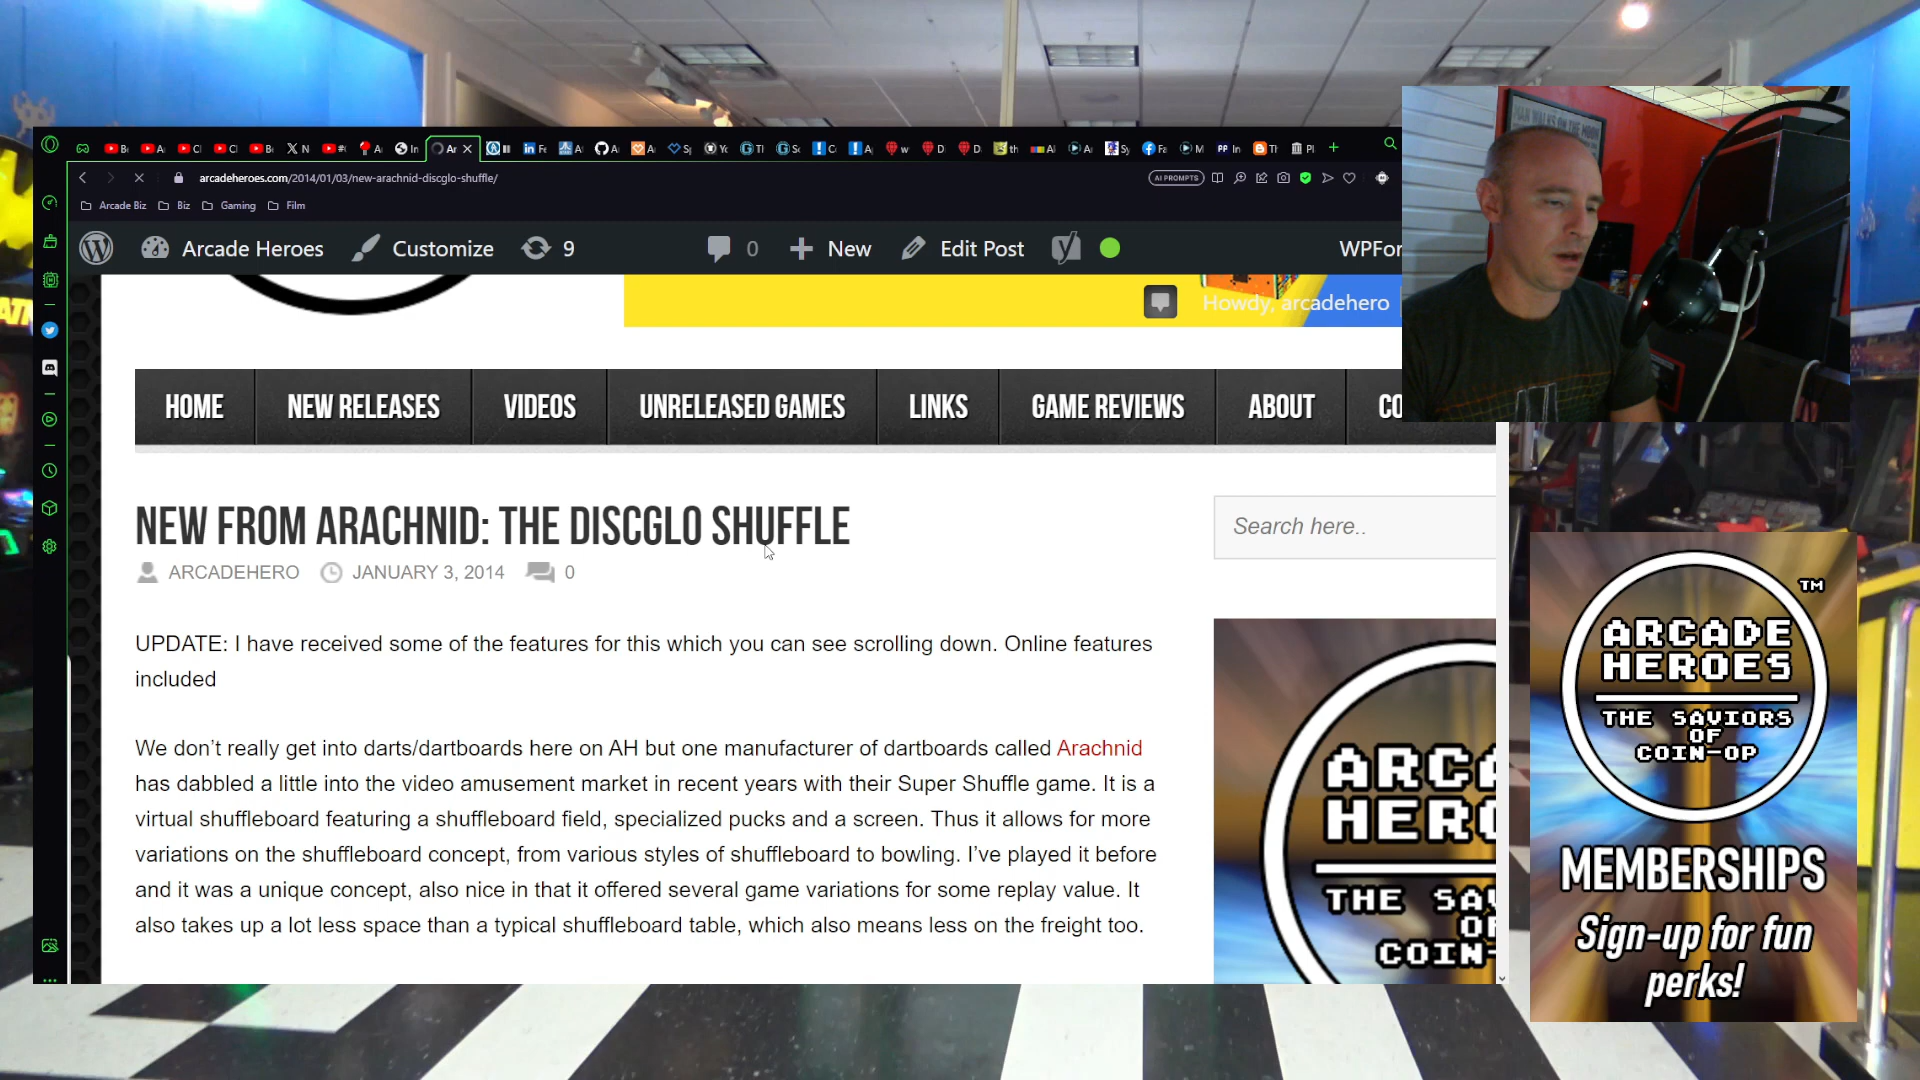 arcadeheroes.com/2014/01/03/new-arachnid-discglo-shuffle/
AI PROMPTS
Arcade Biz
Biz
Gaming
Film
Arcade Heroes
Customize
9
0
New
Edit Post
WPFor
Howdy, arcadehero
HOME
NEW RELEASES
VIDEOS
UNRELEASED GAMES
LINKS
GAME REVIEWS
ABOUT
CO
NEW FROM ARACHNID: THE DISCGLO SHUFFLE
ARCADEHERO
JANUARY 3, 2014
0
Search here..
UPDATE: I have received some of the features for this which you can see scrolling down. Online features
included
We don't really get into darts/dartboards here on AH but one manufacturer of dartboards called Arachnid
has dabbled a little into the video amusement market in recent years with their Super Shuffle game. It is a
virtual shuffleboard featuring a shuffleboard field, specialized pucks and a screen. Thus it allows for more
variations on the shuffleboard concept, from various styles of shuffleboard to bowling. I've played it before
and it was a unique concept, also nice in that it offered several game variations for some replay value. It
also takes up a lot less space than a typical shuffleboard table, which also means less on the freight too.
ARCA
HERO
THE SAV
OF
COIN-
MAN WALKS ON THE MOON
TM
ARCADE
HEROES
THE SAVIORS
OF
COIN-OP
MEMBERSHIPS
Sign-up for fun
perks!